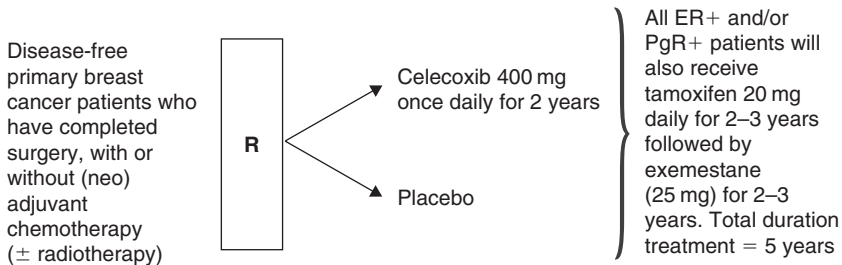 Disease-free
primary breast
cancer patients who
have completed
surgery, with or
without (neo)
adjuvant
chemotherapy
(± radiotherapy)
R
Celecoxib 400 mg
once daily for 2 years
Placebo
All ER+ and/or
PgR+ patients will
also receive
tamoxifen 20 mg
daily for 2–3 years
followed by
exemestane
(25 mg) for 2–3
years. Total duration
treatment = 5 years